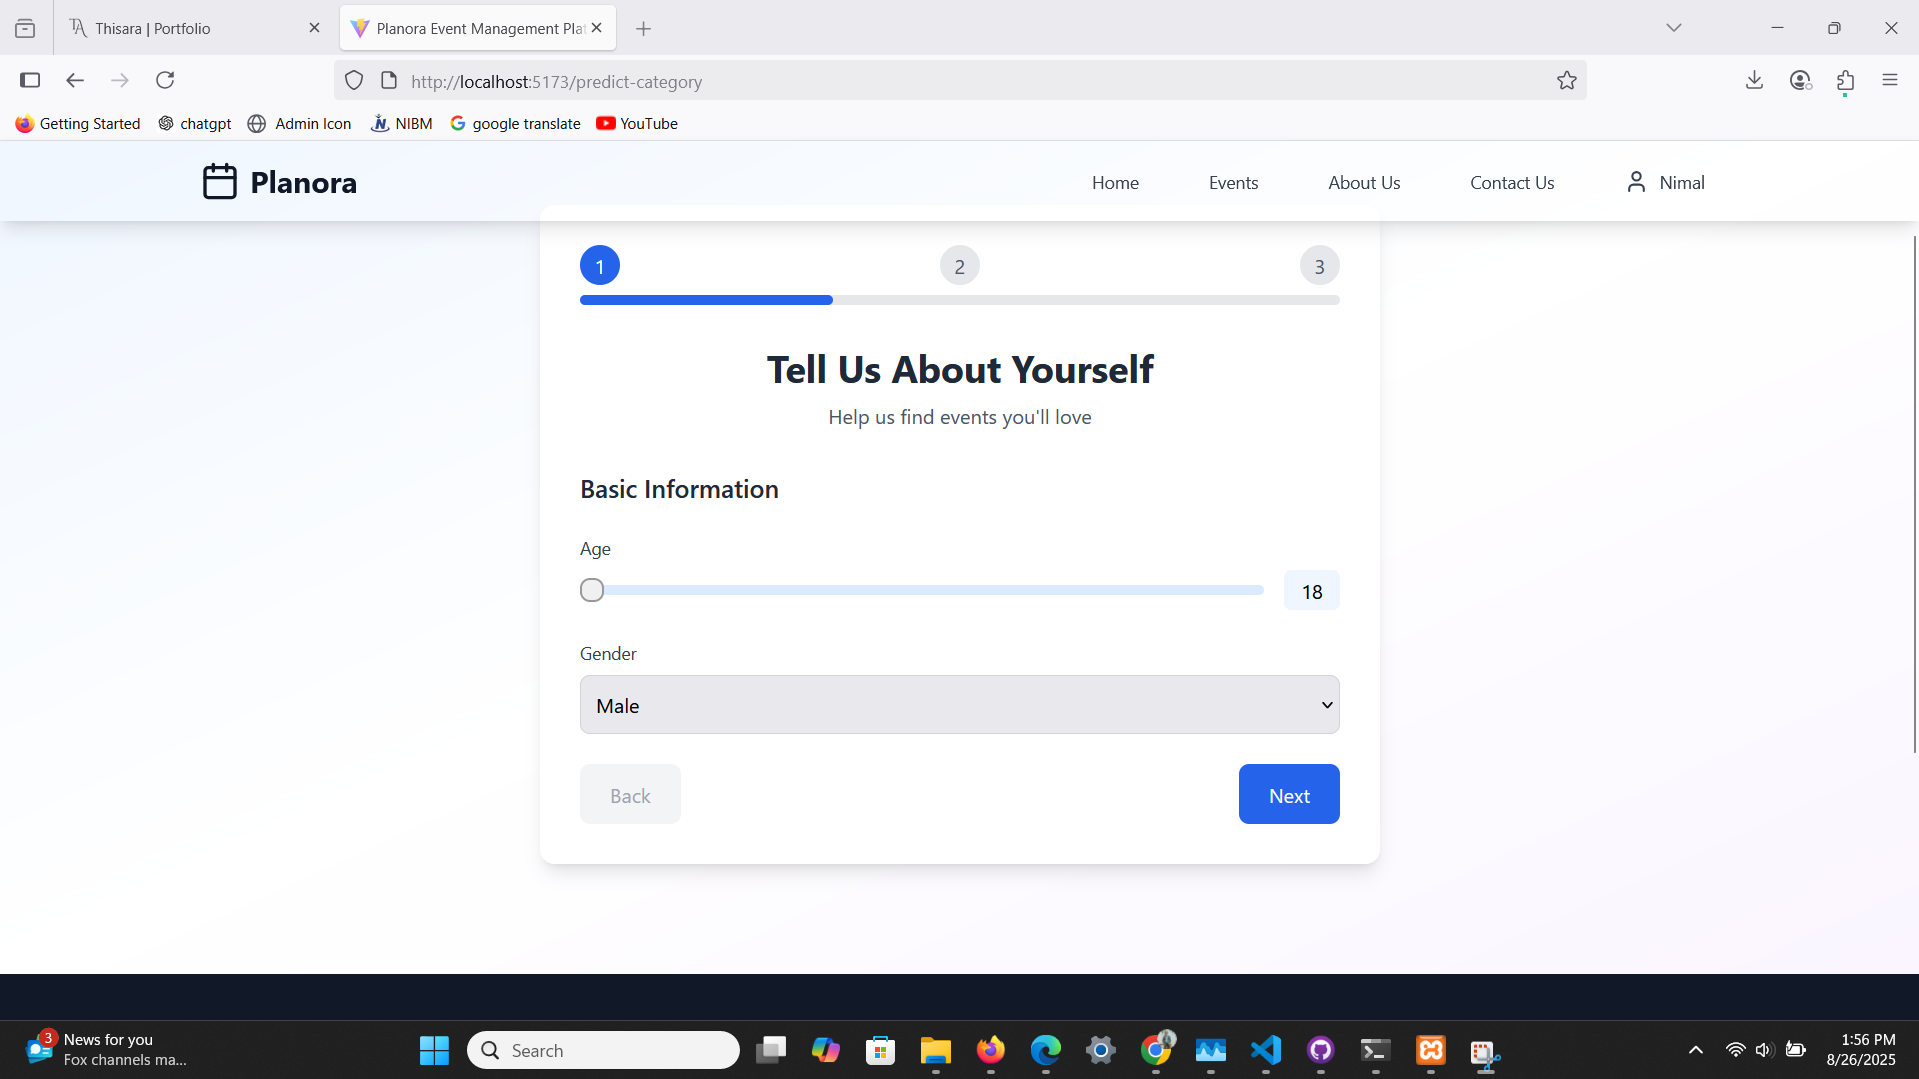 Thisara | Portfolio
Planora Event Management Plat
http://localhost:5173/predict-category
Getting Started
chatgpt
Admin Icon
NIBM
google translate
YouTube
Planora
Home
Events
About Us
Contact Us
Nimal
1
2
3
Tell Us About Yourself
Help us find events you'll love
Basic Information
Age
18
Gender
Male
Back
Next
3
News for you
Fox channels ma...
Search
1:56 PM
8/26/2025